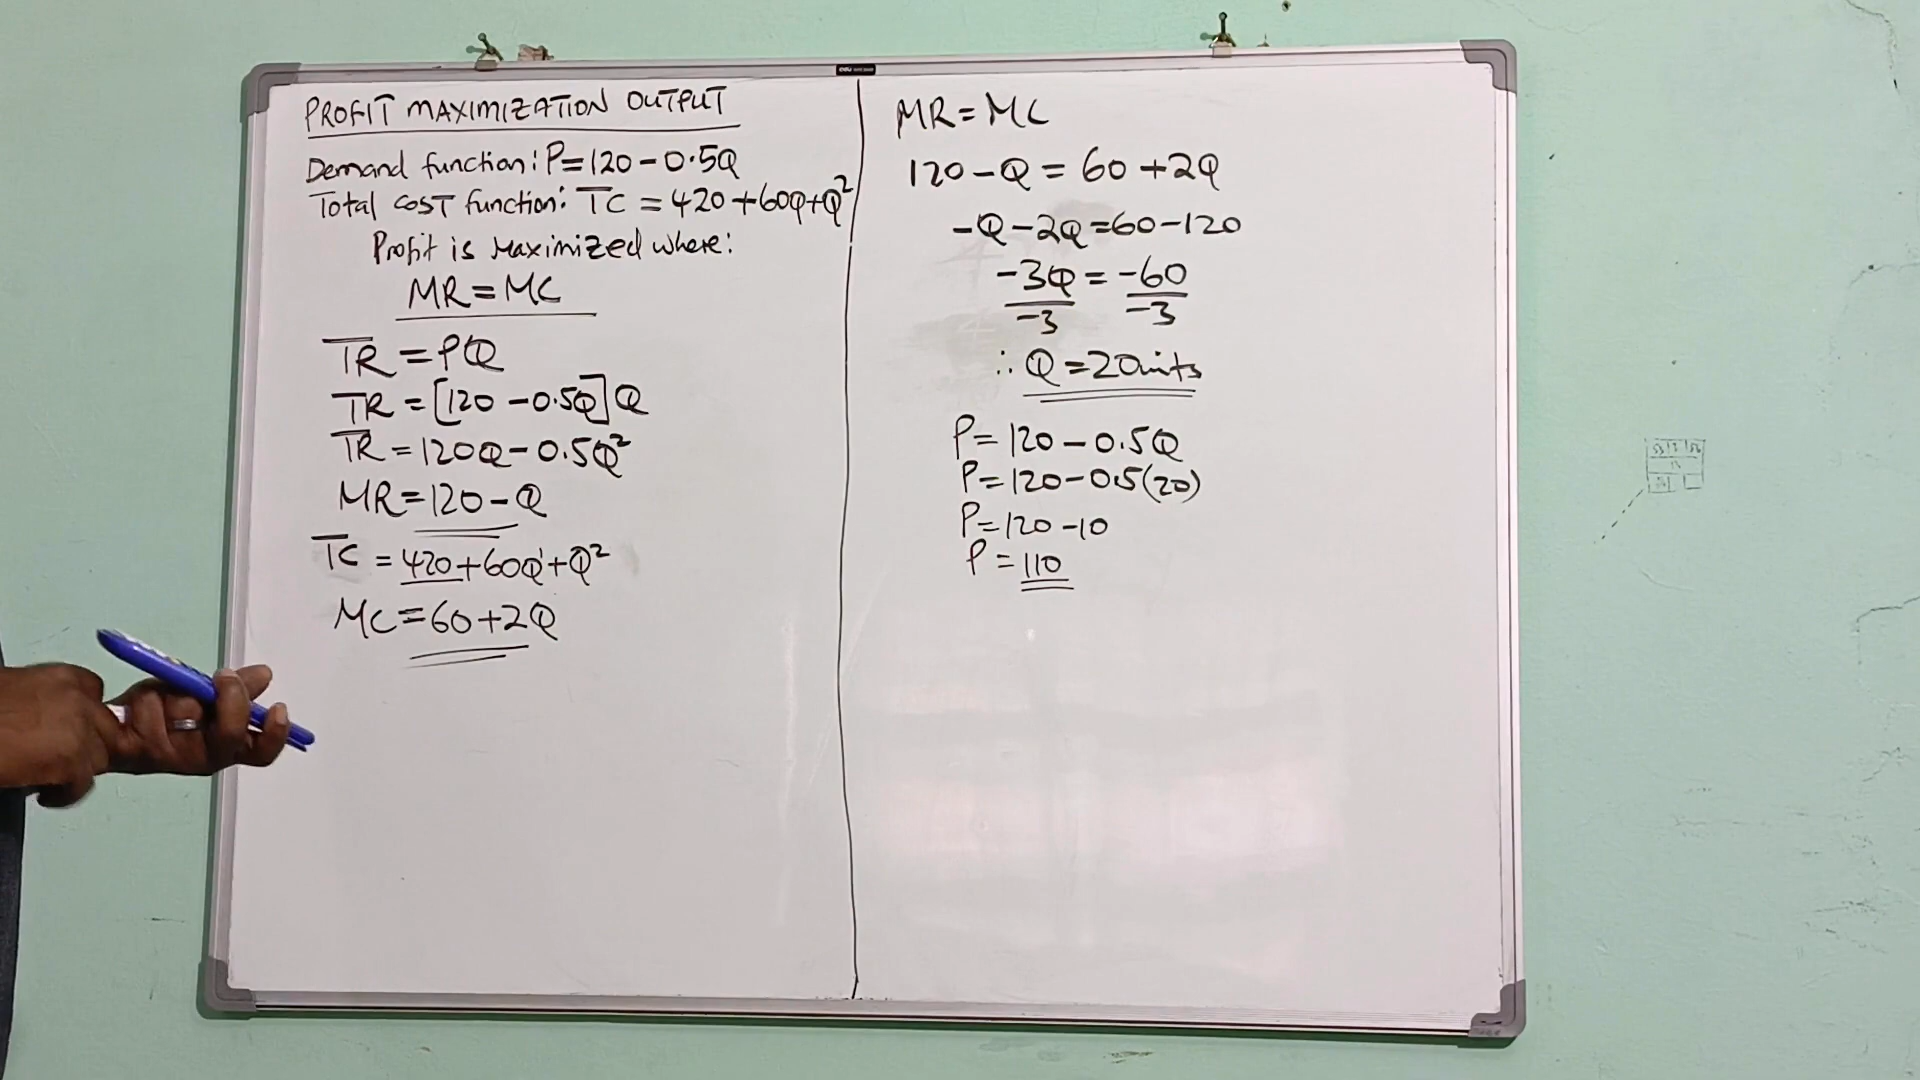 PROFIT MAXIMIZATION OUTPUT
Demand function: P=120-0.5Q
Total cost function: TC=420+60Q+Q²
Profit is Maximized where:
MR=MC
TR=PQ
TR=[120-0.5Q]Q
TR=120Q-0.5Q²
MR=120-Q
TC=420+60Q+Q²
MC=60+2Q
MR=MC
120-Q=60+2Q
-Q-2Q=60-120
-3Q=-60
-3 -3
∴ Q=20units
P=120-0.5Q
P=120-0.5(20)
P=120-10
P=110